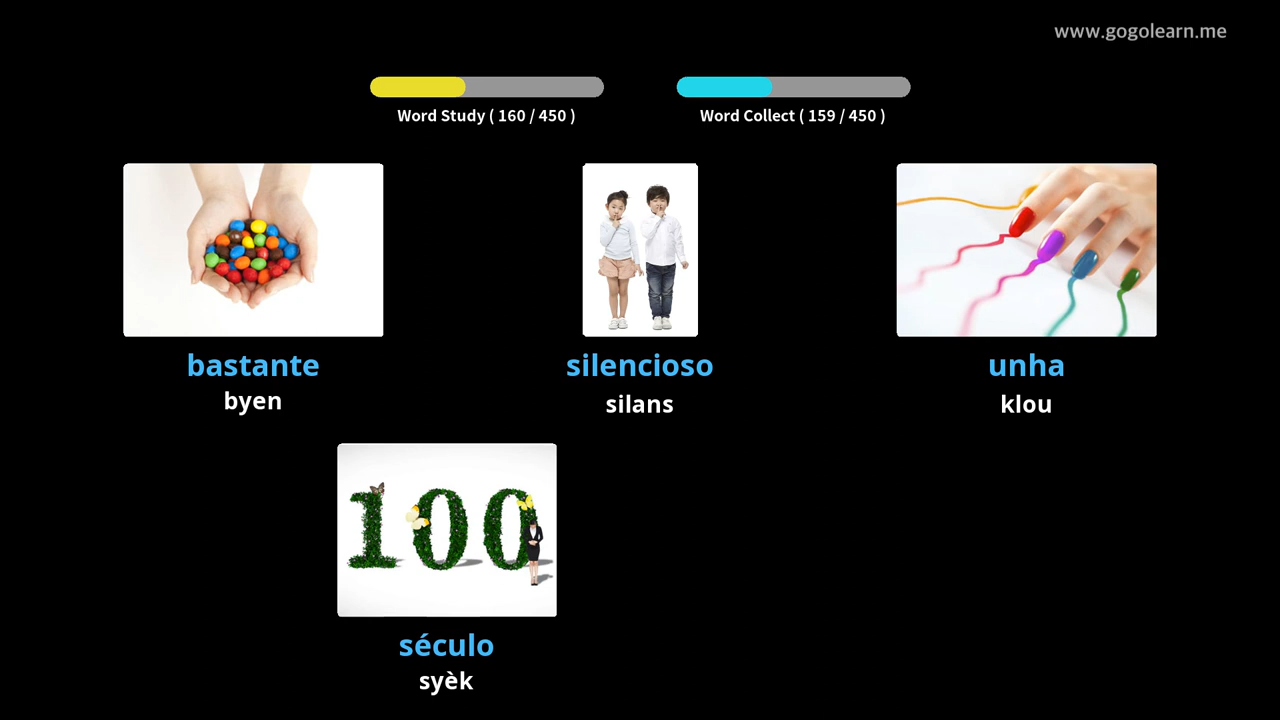 www.gogolearn.me
Word Study ( 160 / 450 )
Word Collect ( 159 / 450 )
bastante
byen
silencioso
silans
unha
klou
100
século
syèk